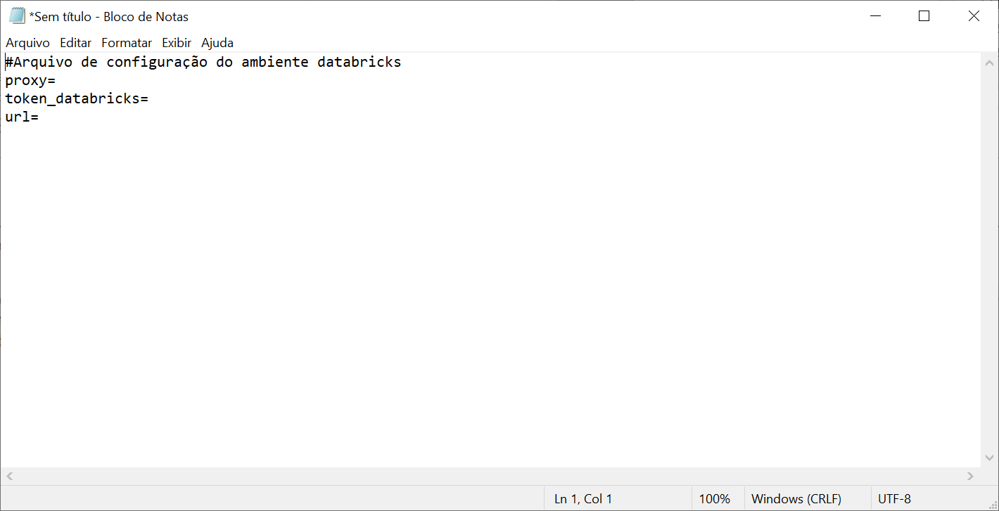 *Sem título - Bloco de Notas
Arquivo Editar Formatar Exibir Ajuda
#Arquivo de configuração do ambiente databricks
proxy=
token_databricks=
url=
Ln 1, Col 1 100% Windows (CRLF) UTF-8